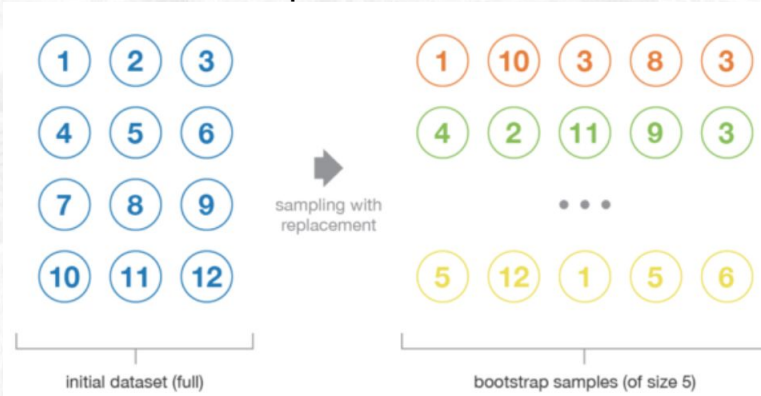 1 2 3
4 5 6
7 8 9
10 11 12
sampling with
replacement
1 10 3 8 3
4 2 11 9 3
...
5 12 1 5 6
initial dataset (full)
bootstrap samples (of size 5)